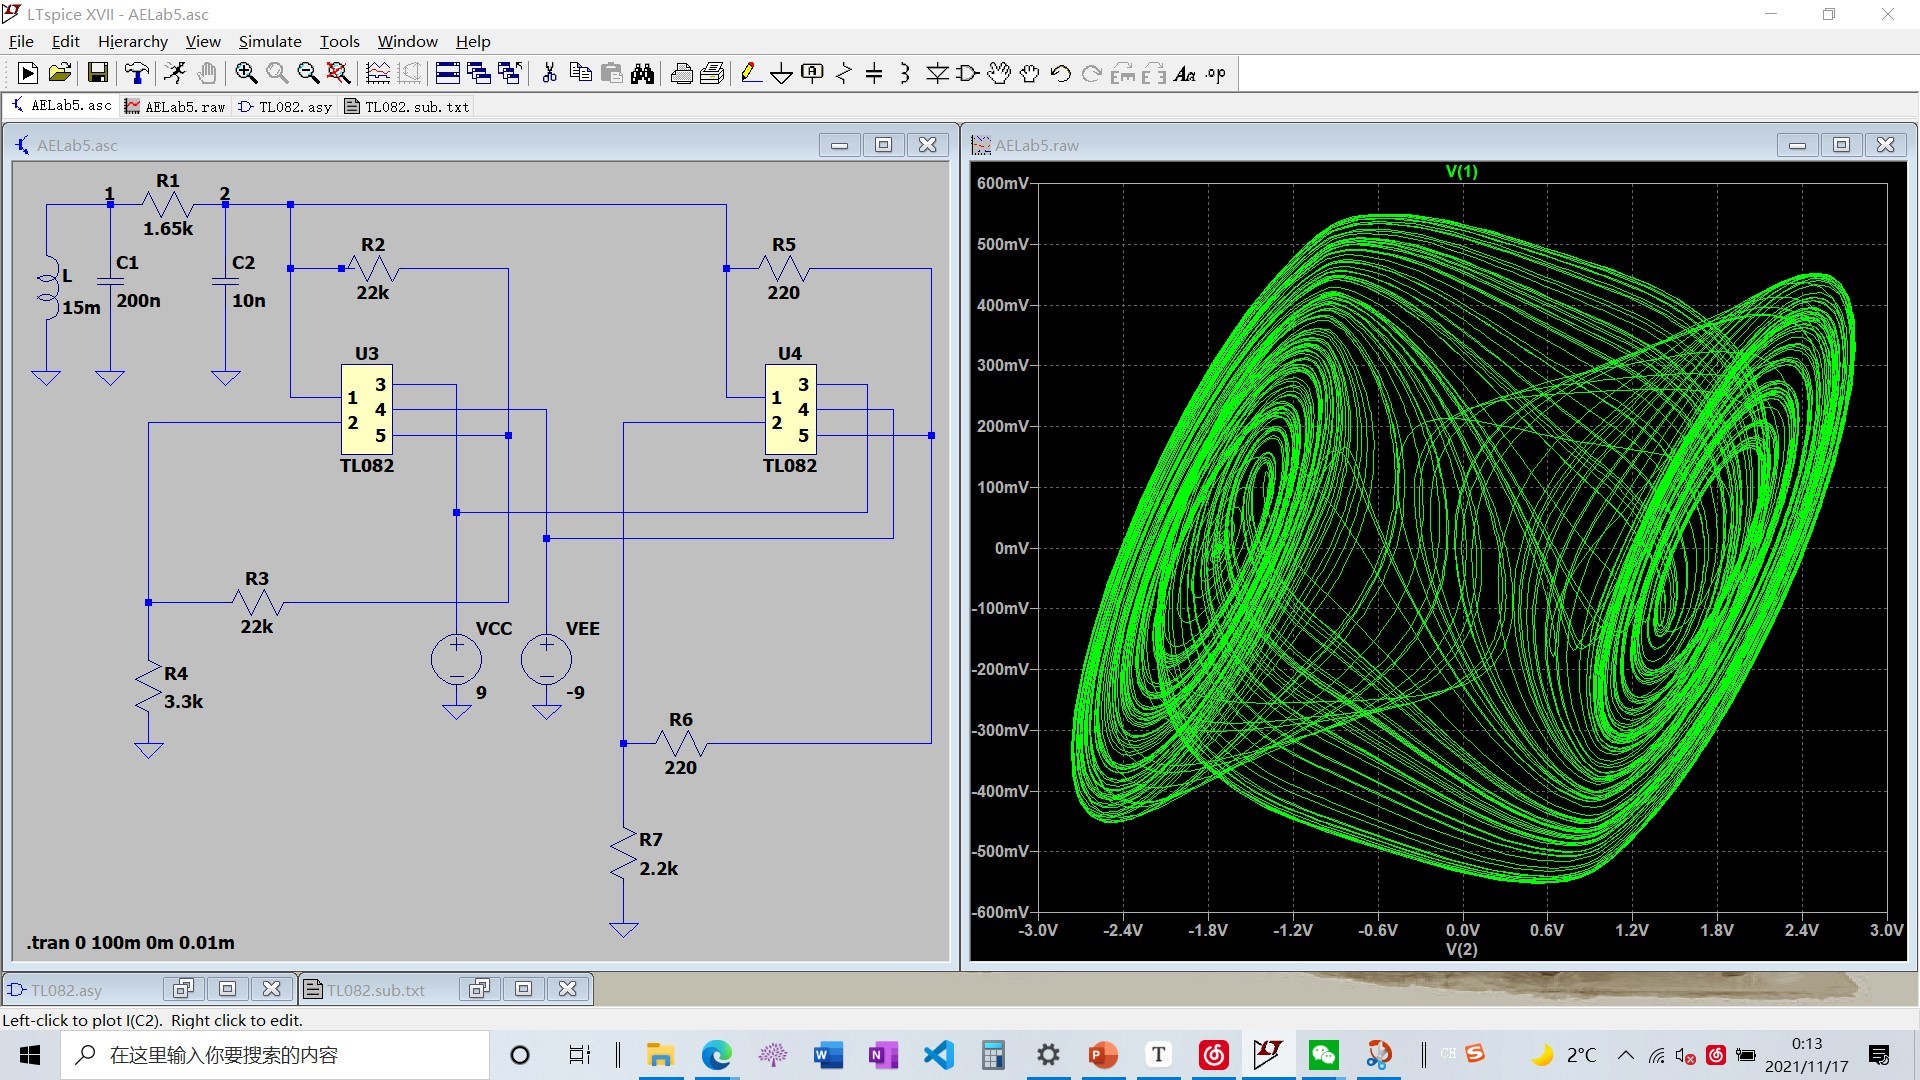 LTspice XVII - AELab5.asc
File Edit Hierarchy View Simulate Tools Window Help
AELab5.asc AELab5.raw TL082.asy TL082.sub.txt
AELab5.asc
1
R1
2
1.65k
L
15m
C1
200n
C2
10n
R2
22k
R5
220
U3
1
2
3
4
5
TL082
U4
1
2
3
4
5
TL082
R3
22k
R4
3.3k
VCC
9
VEE
-9
R6
220
R7
2.2k
.tran 0 100m 0m 0.01m
AELab5.raw
V(1)
600mV
500mV
400mV
300mV
200mV
100mV
0mV
-100mV
-200mV
-300mV
-400mV
-500mV
-600mV
-3.0V -2.4V -1.8V -1.2V -0.6V 0.0V 0.6V 1.2V 1.8V 2.4V 3.0V
V(2)
TL082.asy TL082.sub.txt
Left-click to plot I(C2). Right click to edit.
在这里输入你要搜索的内容
CH
2°C
0:13
2021/11/17